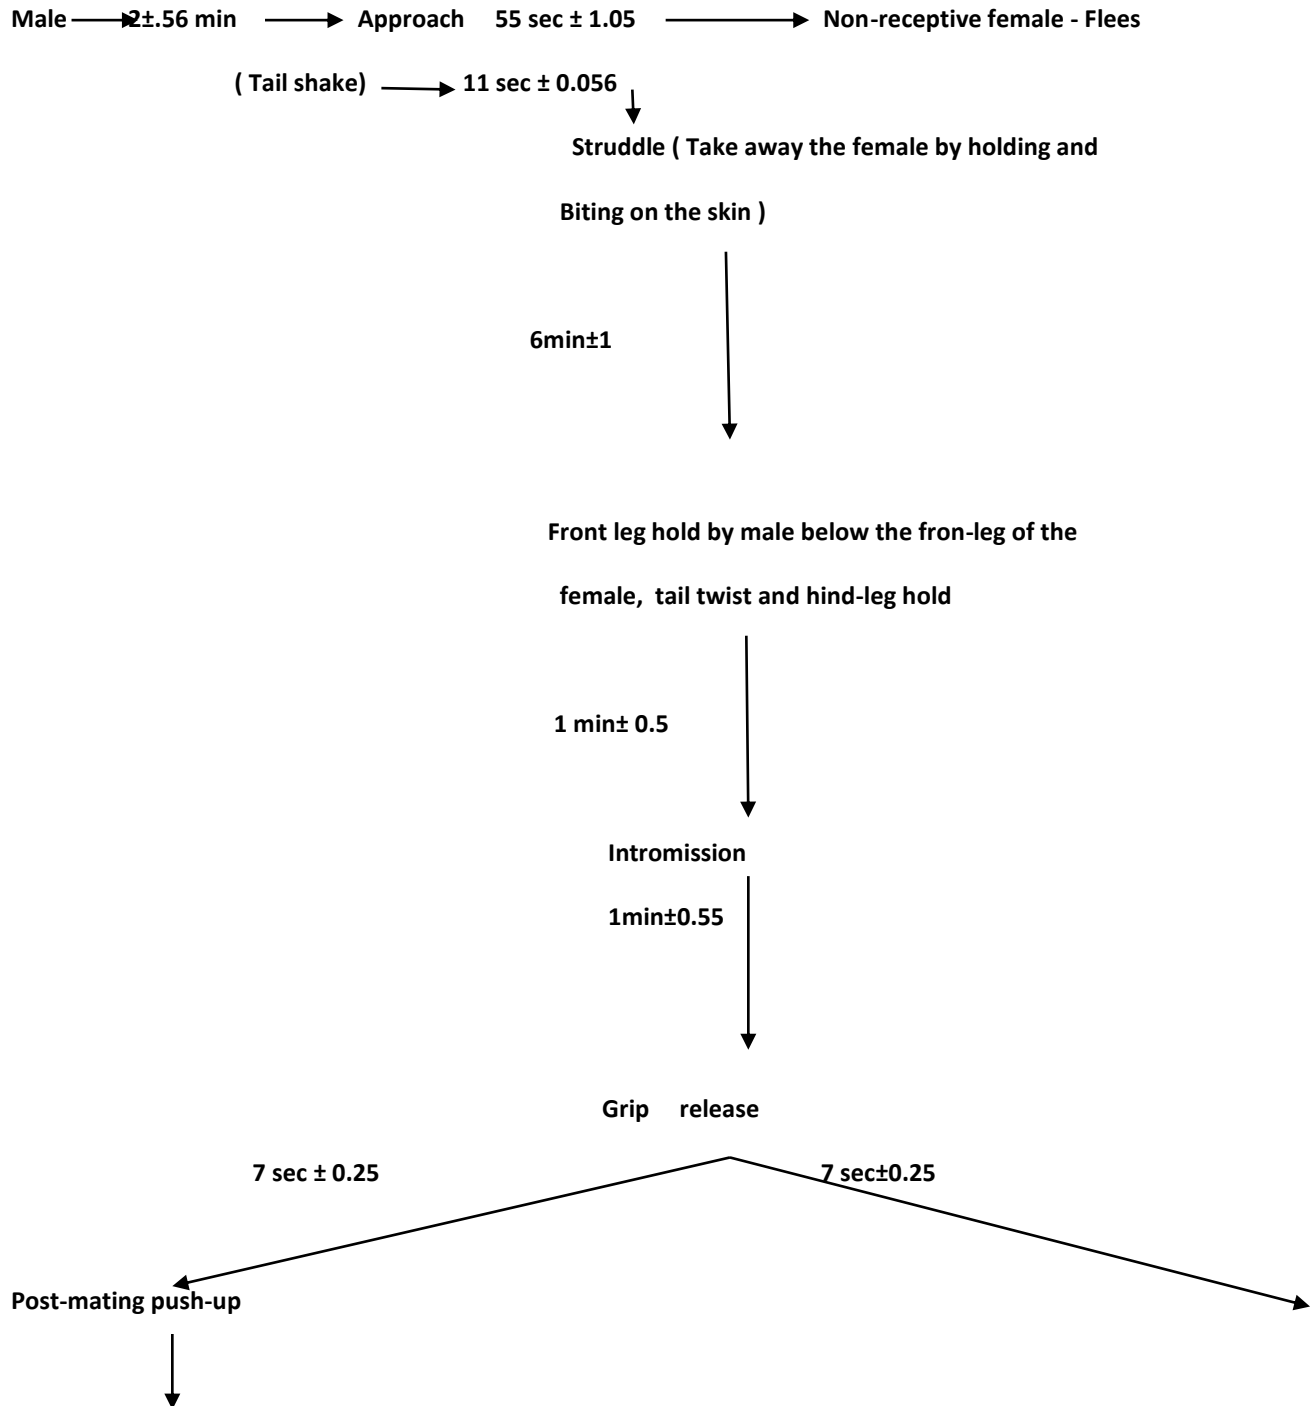 Male 2±.56 min Approach 55 sec ± 1.05 Non-receptive female - Flees
( Tail shake) 11 sec ± 0.056
Struddle ( Take away the female by holding and
Biting on the skin )
6min±1
Front leg hold by male below the fron-leg of the
female, tail twist and hind-leg hold
1 min± 0.5
Intromission
1min±0.55
Grip release
7 sec ± 0.25 7 sec±0.25
Post-mating push-up